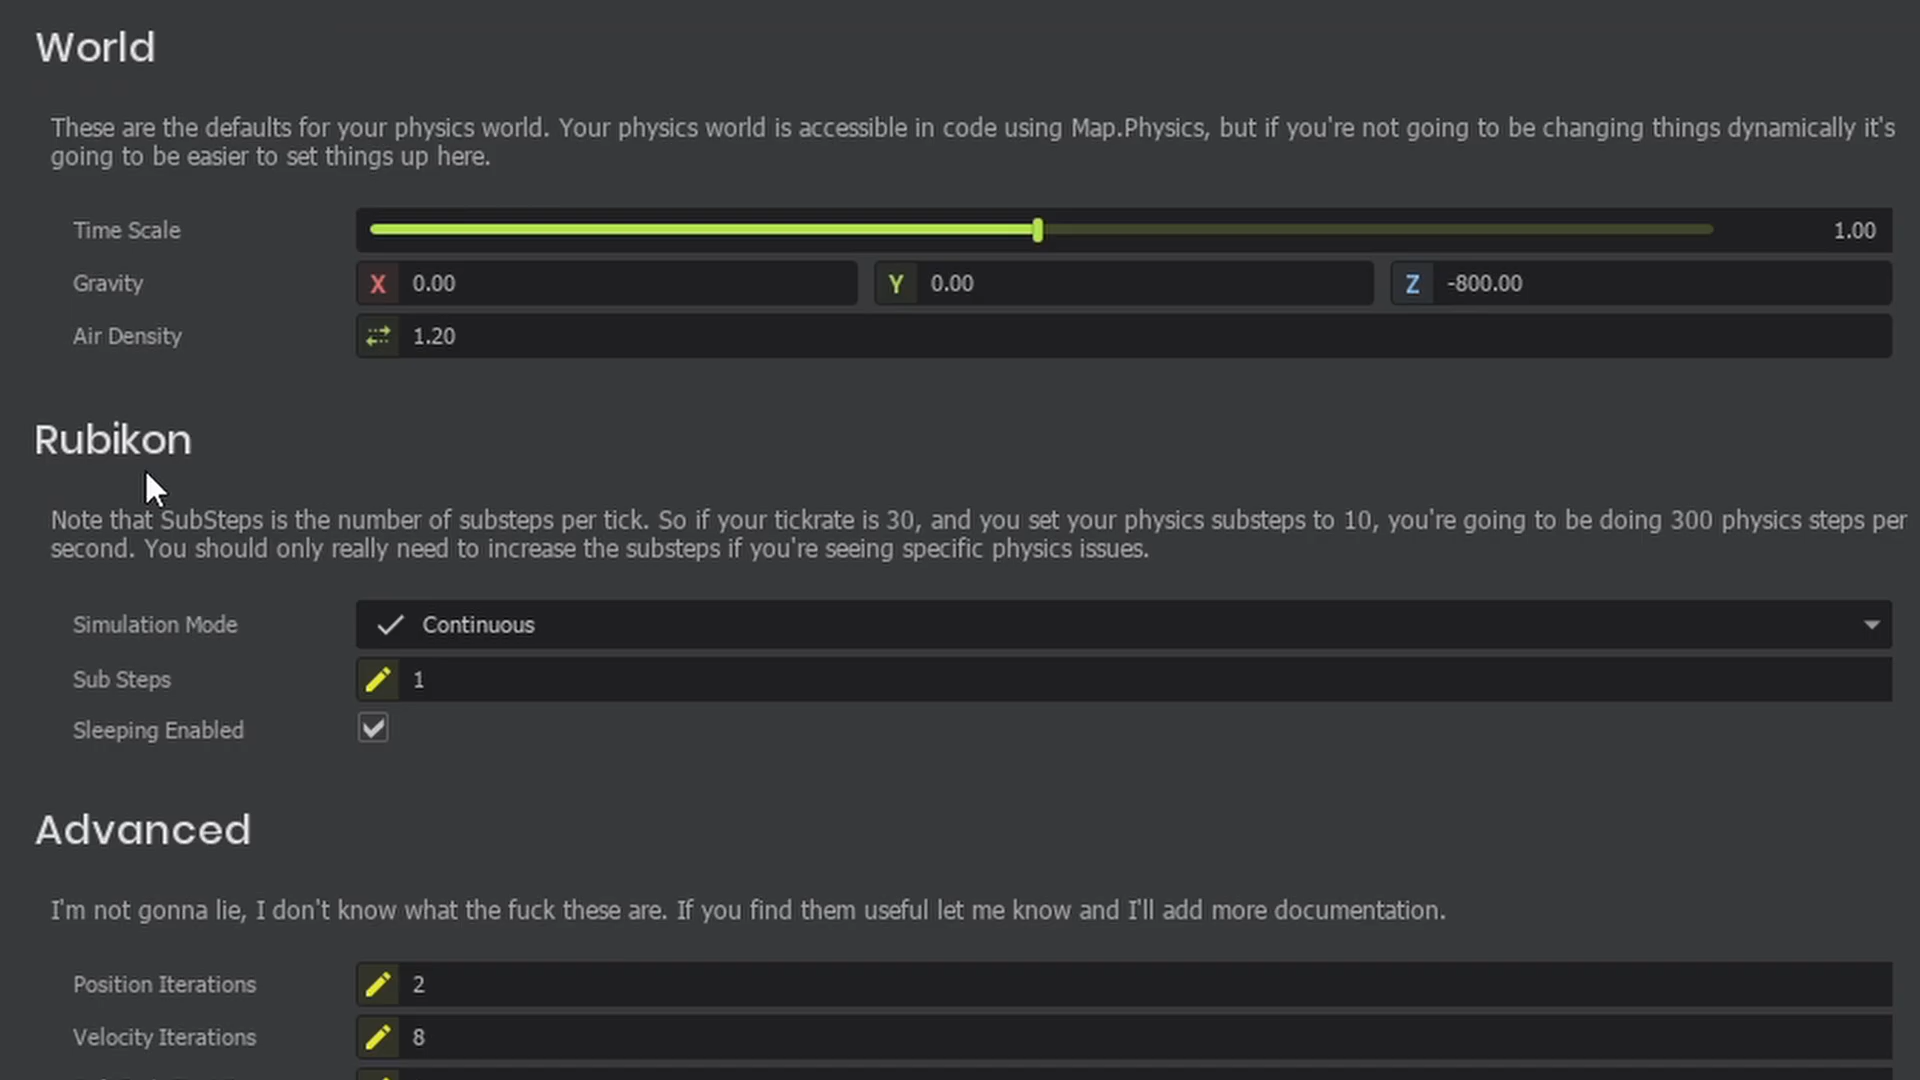 World
These are the defaults for your physics world. Your physics world is accessible in code using Map.Physics, but if you're not going to be changing things dynamically it's
going to be easier to set things up here.
Time Scale 1.00
Gravity X 0.00 Y 0.00 Z -800.00
Air Density 1.20
Rubikon
Note that SubSteps is the number of substeps per tick. So if your tickrate is 30, and you set your physics substeps to 10, you're going to be doing 300 physics steps per
second. You should only really need to increase the substeps if you're seeing specific physics issues.
Simulation Mode Continuous
Sub Steps 1
Sleeping Enabled
Advanced
I'm not gonna lie, I don't know what the fuck these are. If you find them useful let me know and I'll add more documentation.
Position Iterations 2
Velocity Iterations 8